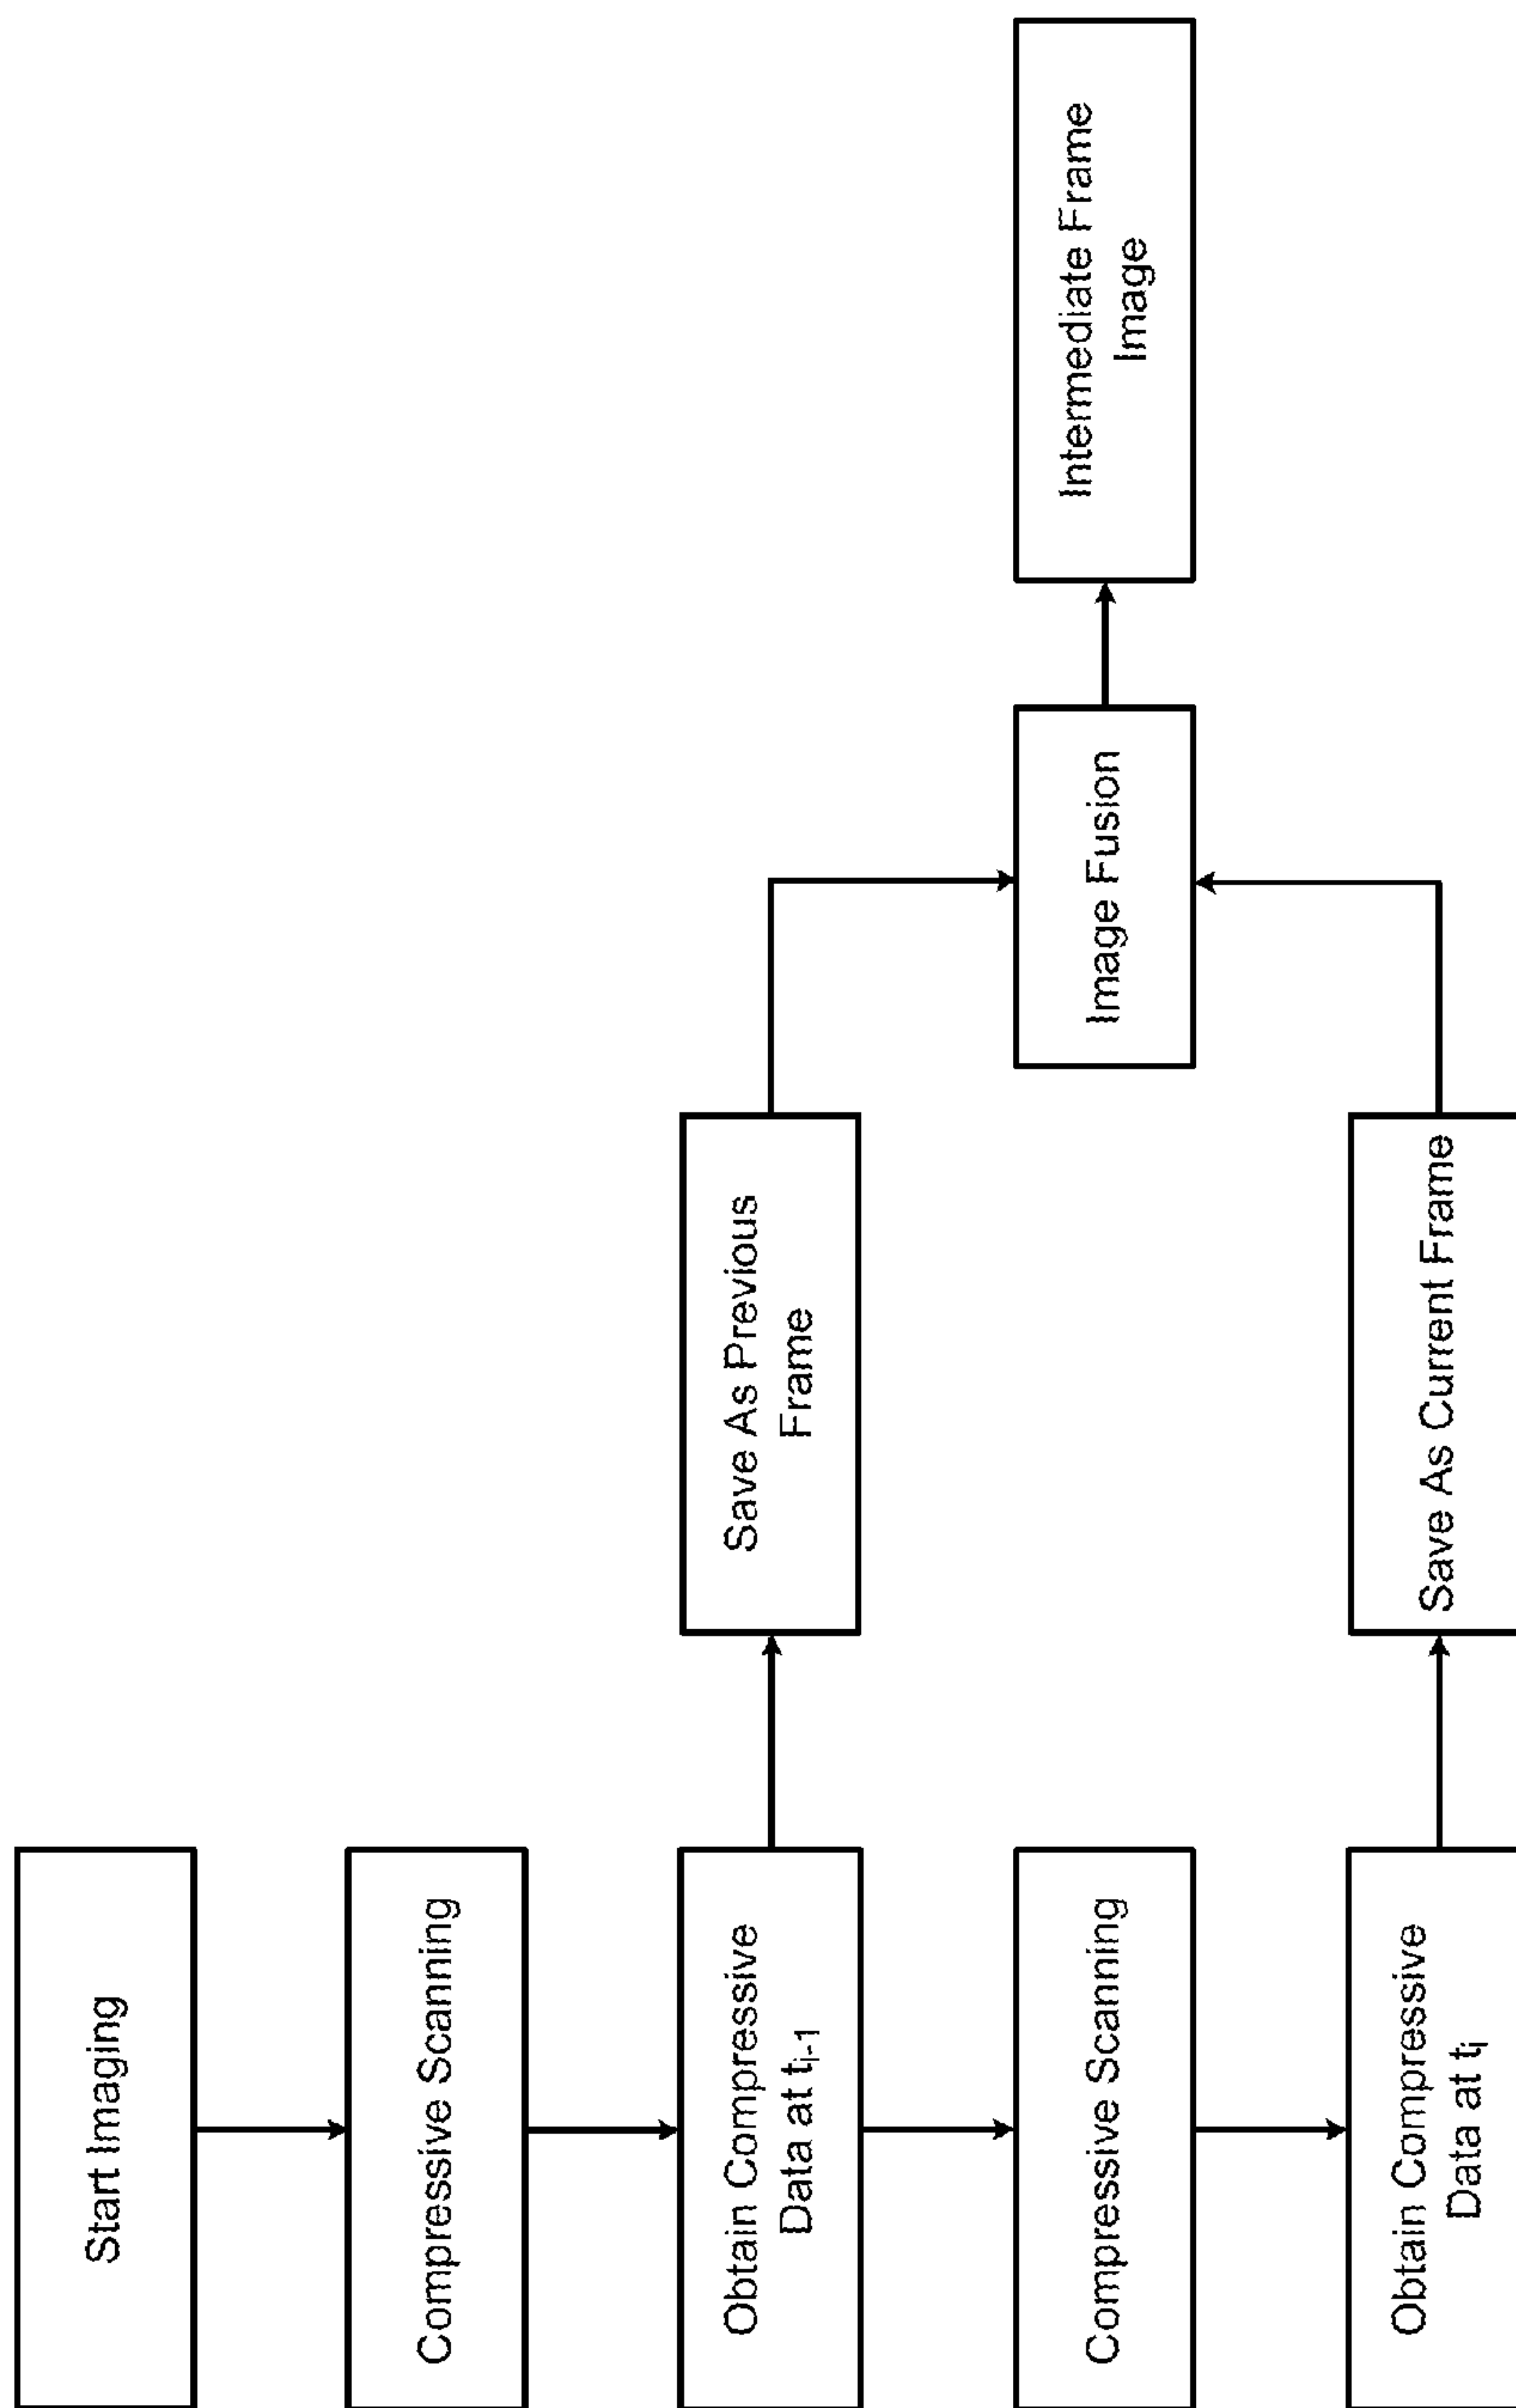 Start Imaging
Compressive Scanning
Obtain Compressive
Data at tᵢ₋₁
Save As Previous
Frame
Compressive Scanning
Image Fusion
Intermediate Frame
Image
Obtain Compressive
Data at tᵢ
Save As Current Frame